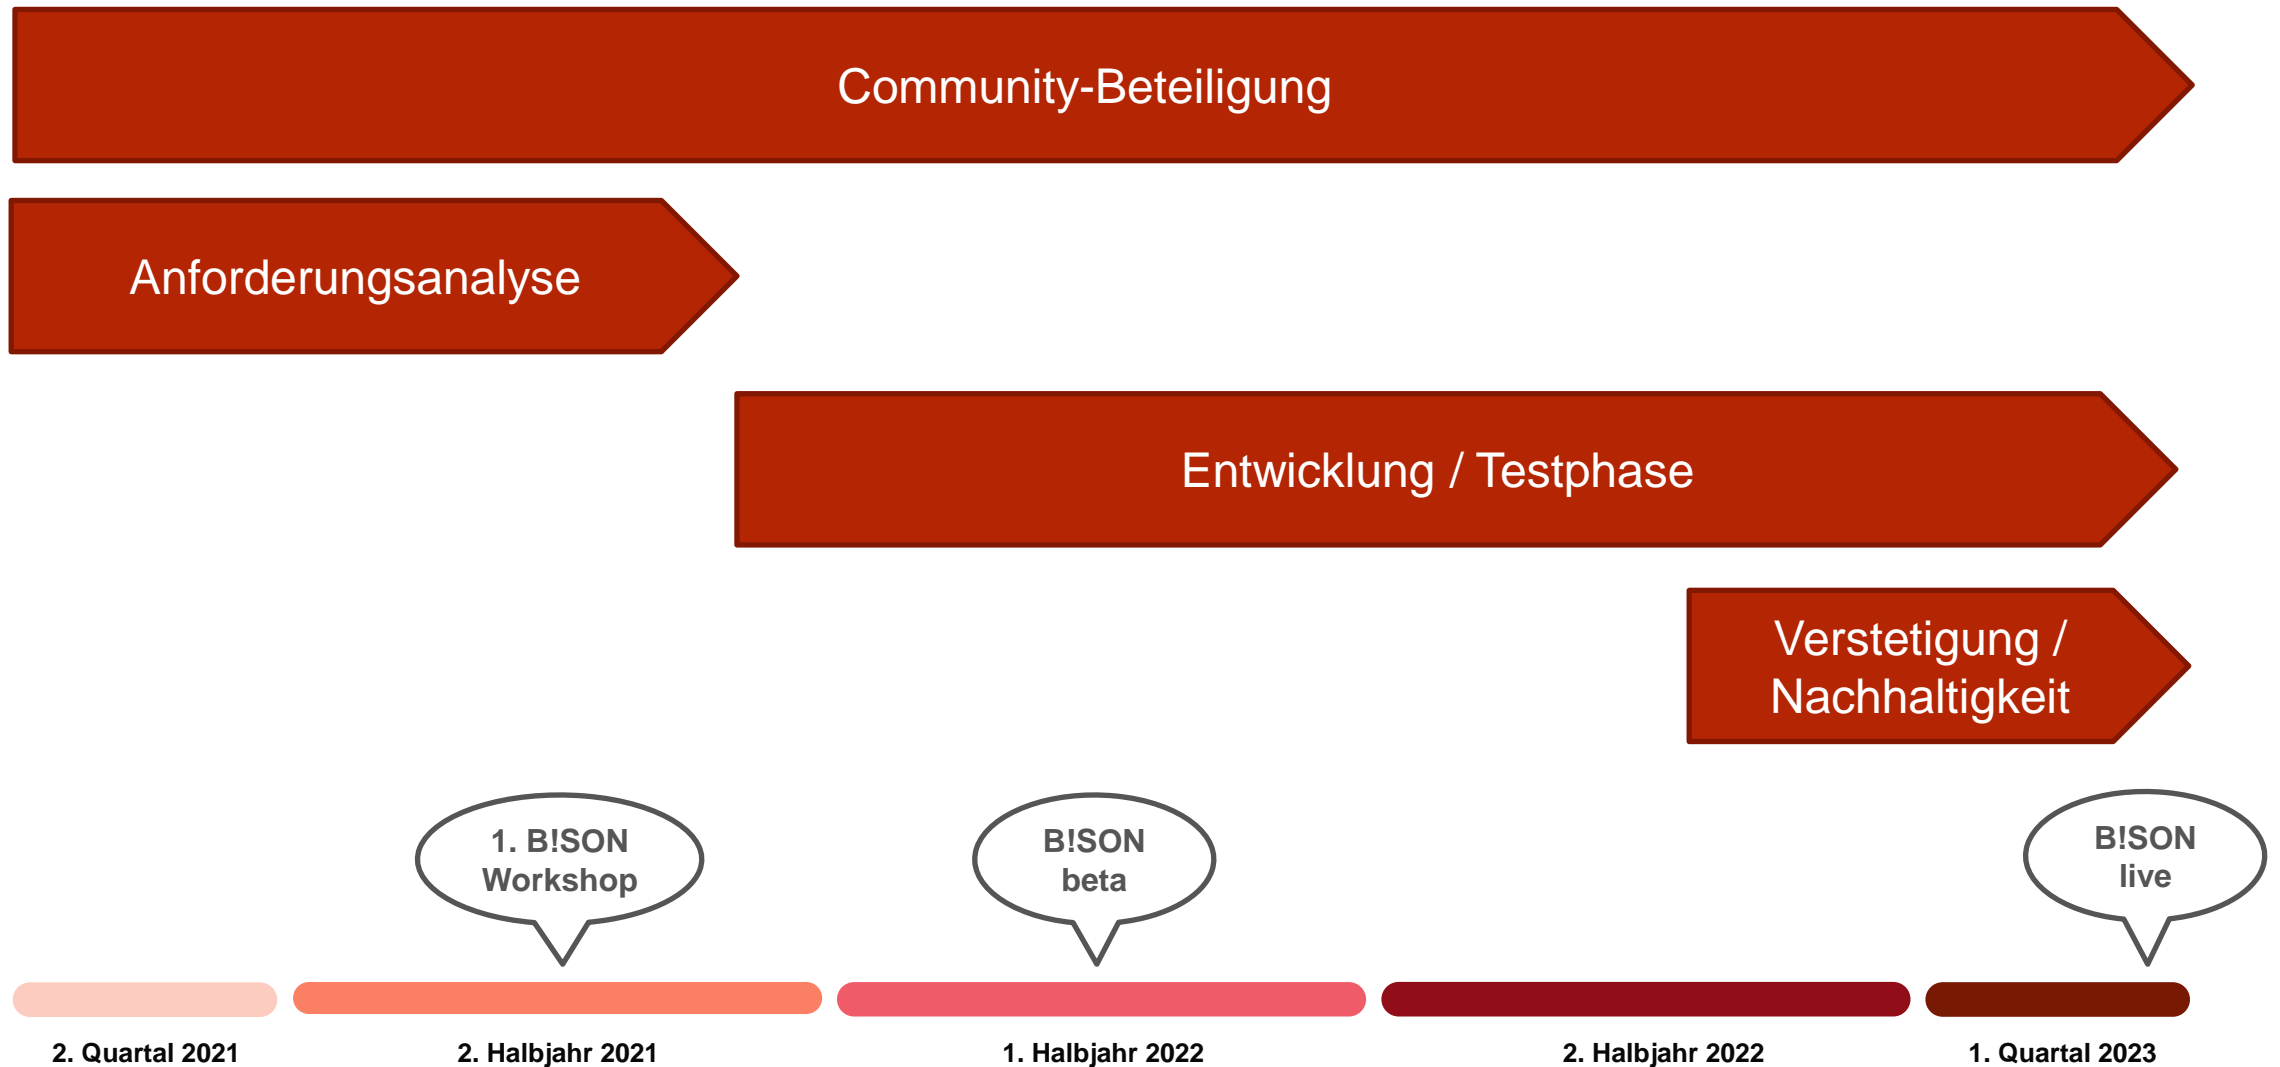 Community-Beteiligung
Anforderungsanalyse
Entwicklung / Testphase
Verstetigung /
Nachhaltigkeit
1. B!SON
Workshop
B!SON
beta
B!SON
live
2. Quartal 2021
2. Halbjahr 2021
1. Halbjahr 2022
2. Halbjahr 2022
1. Quartal 2023